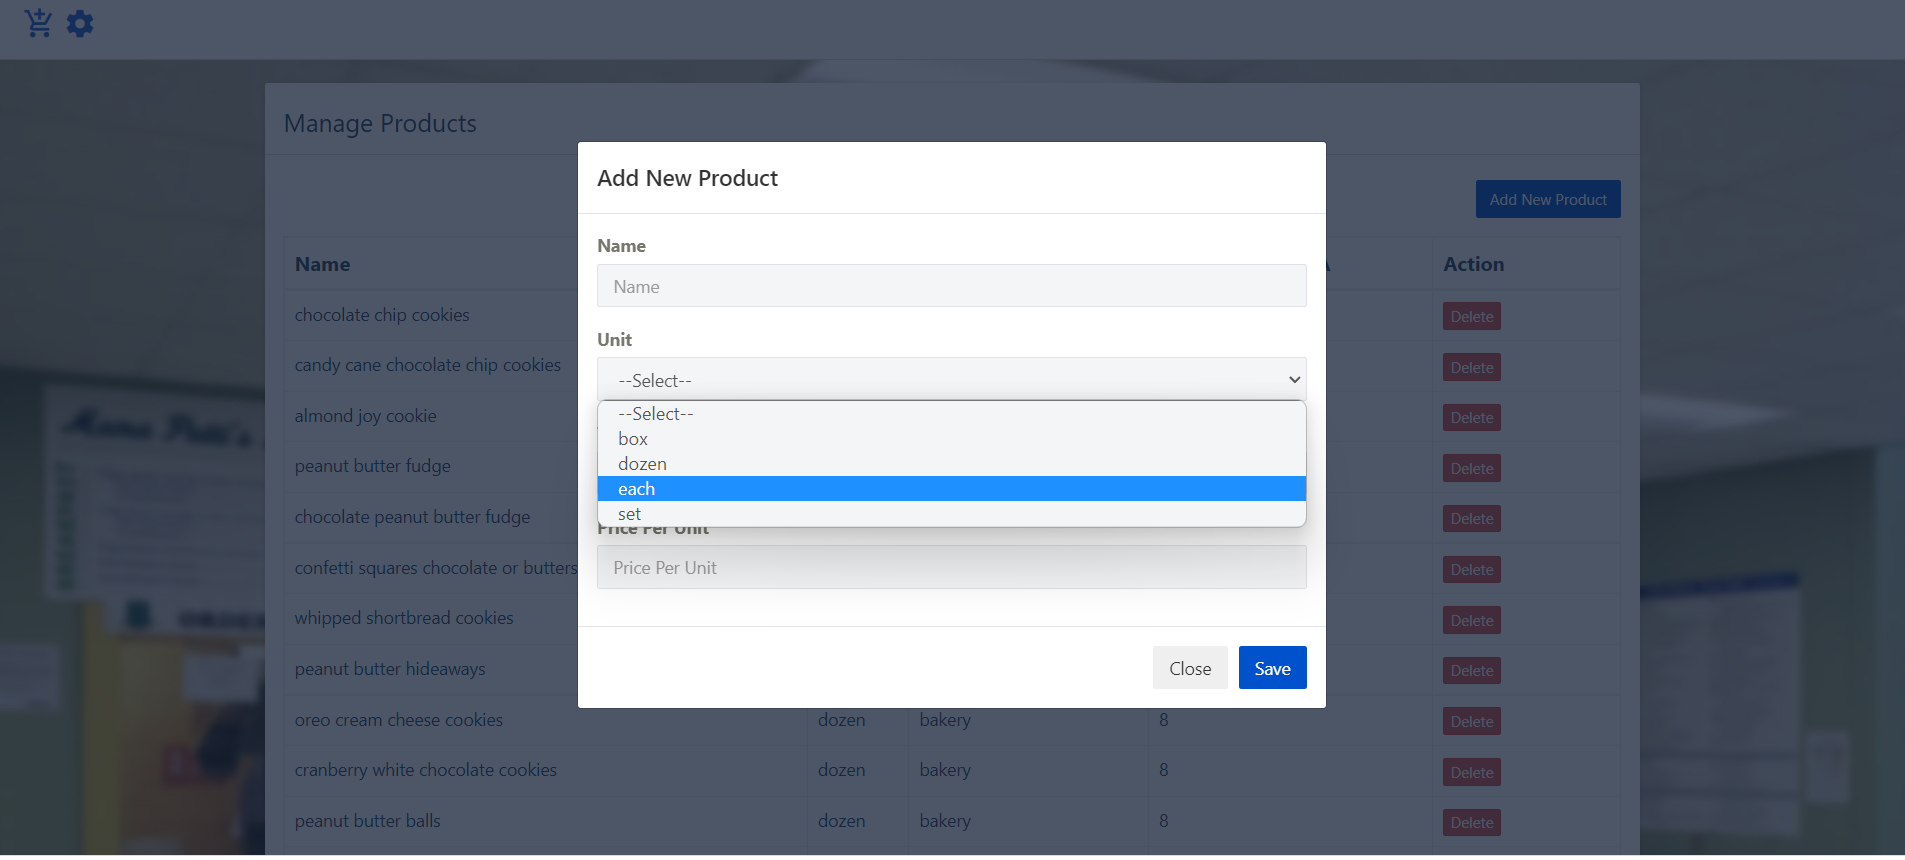 Manage Products
Add New Product
Name
Action
chocolate chip cookies
Delete
candy cane chocolate chip cookies
Delete
almond joy cookie
Delete
peanut butter fudge
Delete
chocolate peanut butter fudge
Delete
confetti squares chocolate or butters
Delete
whipped shortbread cookies
Delete
peanut butter hideaways
Delete
oreo cream cheese cookies dozen bakery 8 Delete
cranberry white chocolate cookies dozen bakery 8 Delete
peanut butter balls dozen bakery 8 Delete
Add New Product
Name
Name
Unit
--Select--
--Select--
box
dozen
each
set
Price Per Unit
Price Per Unit
Close Save
BREAKFAST